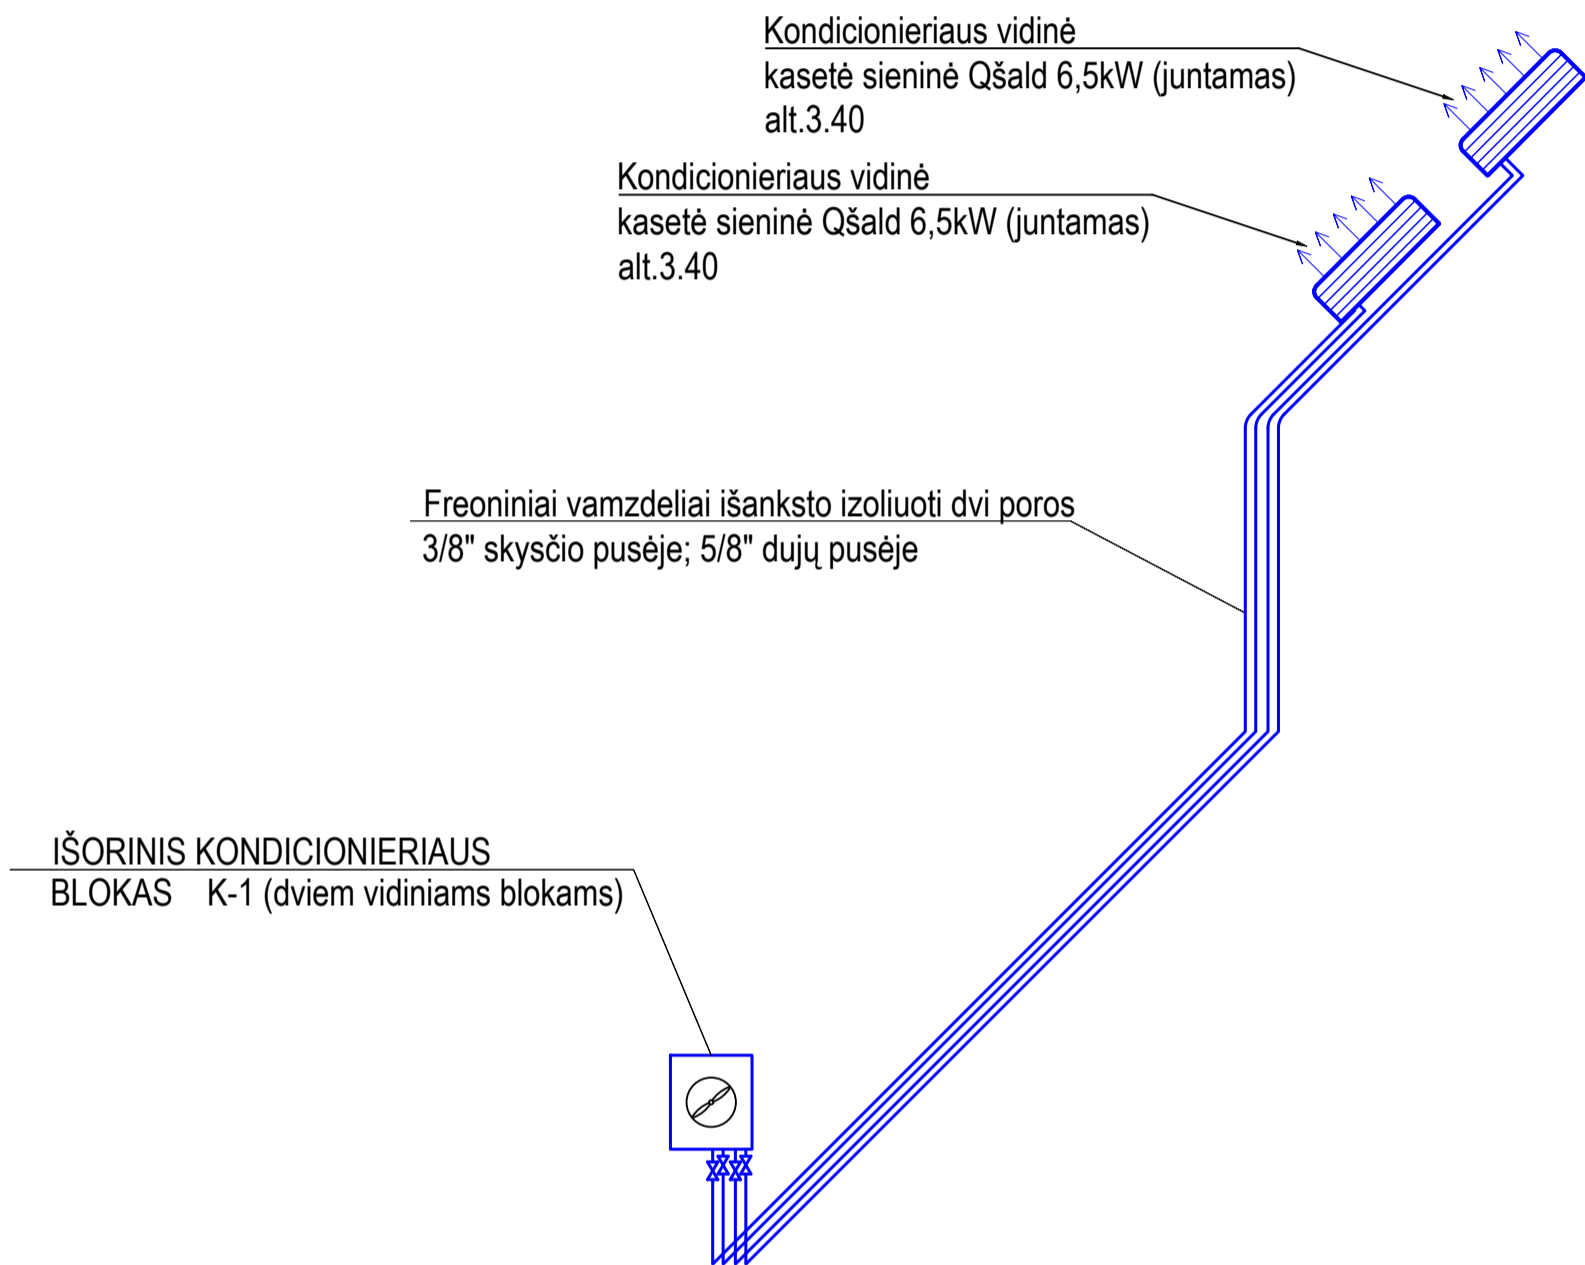 Kondicionieriaus vidinė
kasetė sieninė Qšald 6,5kW (juntamas)
alt.3.40
Kondicionieriaus vidinė
kasetė sieninė Qšald 6,5kW (juntamas)
alt.3.40
Freoniniai vamzdeliai išanksto izoliuoti dvi poros
3/8" skysčio pusėje; 5/8" dujų pusėje
IŠORINIS KONDICIONIERIAUS
BLOKAS K-1 (dviem vidiniams blokams)